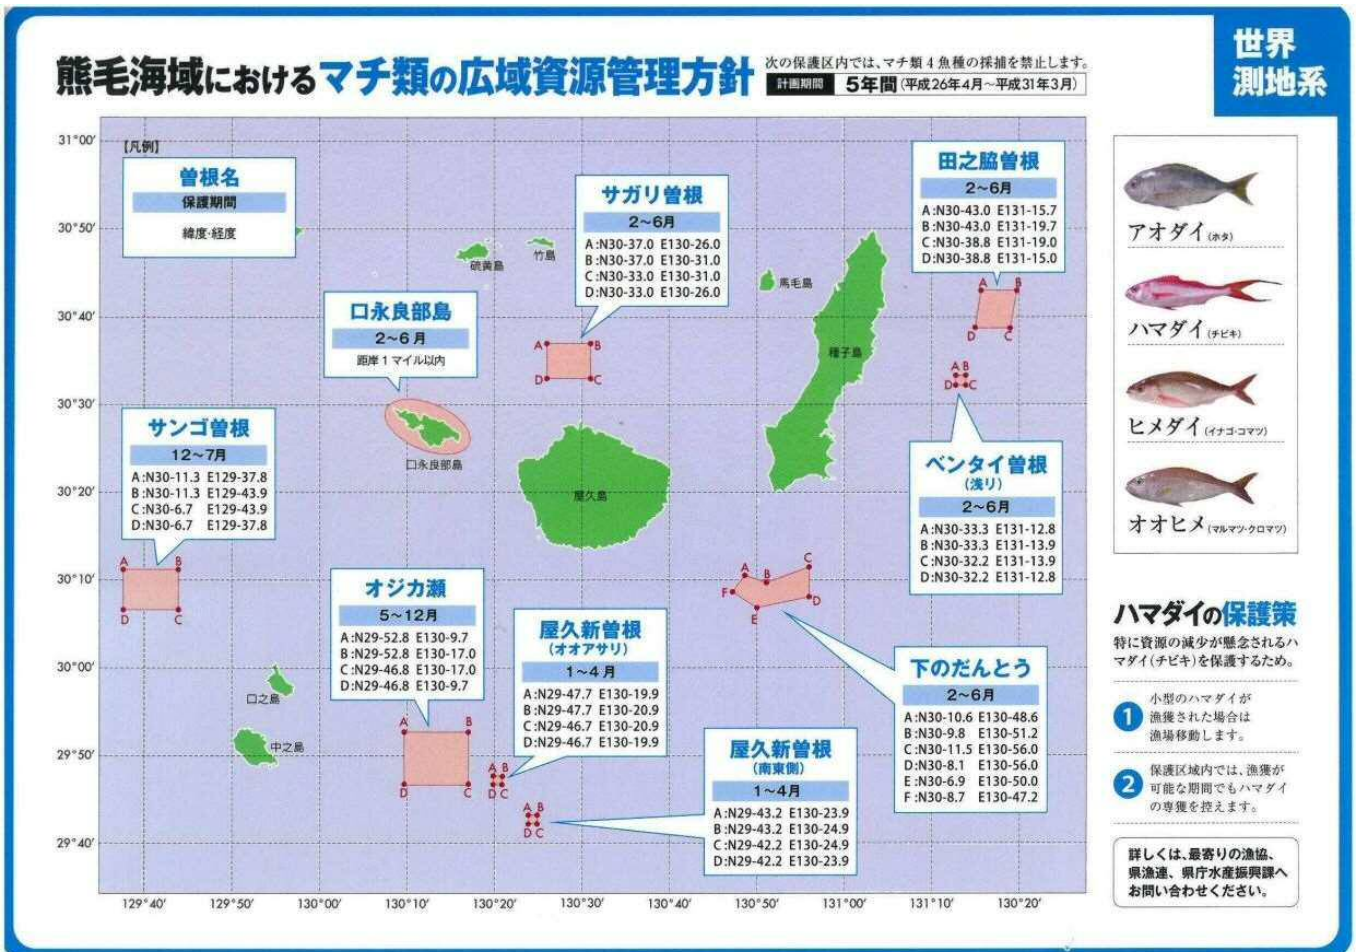 世界
測地系
熊毛海域におけるマチ類の広域資源管理方針
次の保護区内では、マチ類4魚種の採捕を禁止します。
計画期間 5年間(平成26年4月～平成31年3月)
31°00′
30°50′
30°40′
30°30′
30°20′
30°10′
30°00′
29°50′
29°40′
【凡例】
曽根名
保護期間
緯度・経度
硫黄島
竹島
サガリ曽根
2～6月
A:N30-37.0 E130-26.0
B:N30-37.0 E130-31.0
C:N30-33.0 E130-31.0
D:N30-33.0 E130-26.0
A B
D C
馬毛島
種子島
田之脇曽根
2～6月
A:N30-43.0 E131-15.7
B:N30-43.0 E131-19.7
C:N30-38.8 E131-19.0
D:N30-38.8 E131-15.0
A B
D C
口永良部島
2～6月
距岸1マイル以内
口永良部島
屋久島
サンゴ曽根
12～7月
A:N30-11.3 E129-37.8
B:N30-11.3 E129-43.9
C:N30-6.7 E129-43.9
D:N30-6.7 E129-37.8
A B
D C
A B
D C
ベンタイ曽根
(浅り)
2～6月
A:N30-33.3 E131-12.8
B:N30-33.3 E131-13.9
C:N30-32.2 E131-13.9
D:N30-32.2 E131-12.8
オジカ瀬
5～12月
A:N29-52.8 E130-9.7
B:N29-52.8 E130-17.0
C:N29-46.8 E130-17.0
D:N29-46.8 E130-9.7
A B
D C
屋久新曽根
(オオアサリ)
1～4月
A:N29-47.7 E130-19.9
B:N29-47.7 E130-20.9
C:N29-46.7 E130-20.9
D:N29-46.7 E130-19.9
A B
D C
屋久新曽根
(南東側)
1～4月
A:N29-43.2 E130-23.9
B:N29-43.2 E130-24.9
C:N29-42.2 E130-24.9
D:N29-42.2 E130-23.9
A B
D C
A B C
F E D
下のだんとう
2～6月
A:N30-10.6 E130-48.6
B:N30-9.8 E130-51.2
C:N30-11.5 E130-56.0
D:N30-8.1 E130-56.0
E:N30-6.9 E130-50.0
F:N30-8.7 E130-47.2
口之島
中之島
129°40′ 129°50′ 130°00′ 130°10′ 130°20′ 130°30′ 130°40′ 130°50′ 131°00′ 131°10′ 130°20′
アオダイ(ホタ)
ハマダイ(チビキ)
ヒメダイ(イナゴ・コマツ)
オオヒメ(マルマツ・クロマツ)
ハマダイの保護策
特に資源の減少が懸念されるハ
マダイ(チビキ)を保護するため。
1 小型のハマダイが
漁獲された場合は
漁場移動します。
2 保護区域内では、漁獲が
可能な期間でもハマダイ
の専獲を控えます。
詳しくは、最寄りの漁協、
県漁連、県庁水産振興課へ
お問い合わせください。